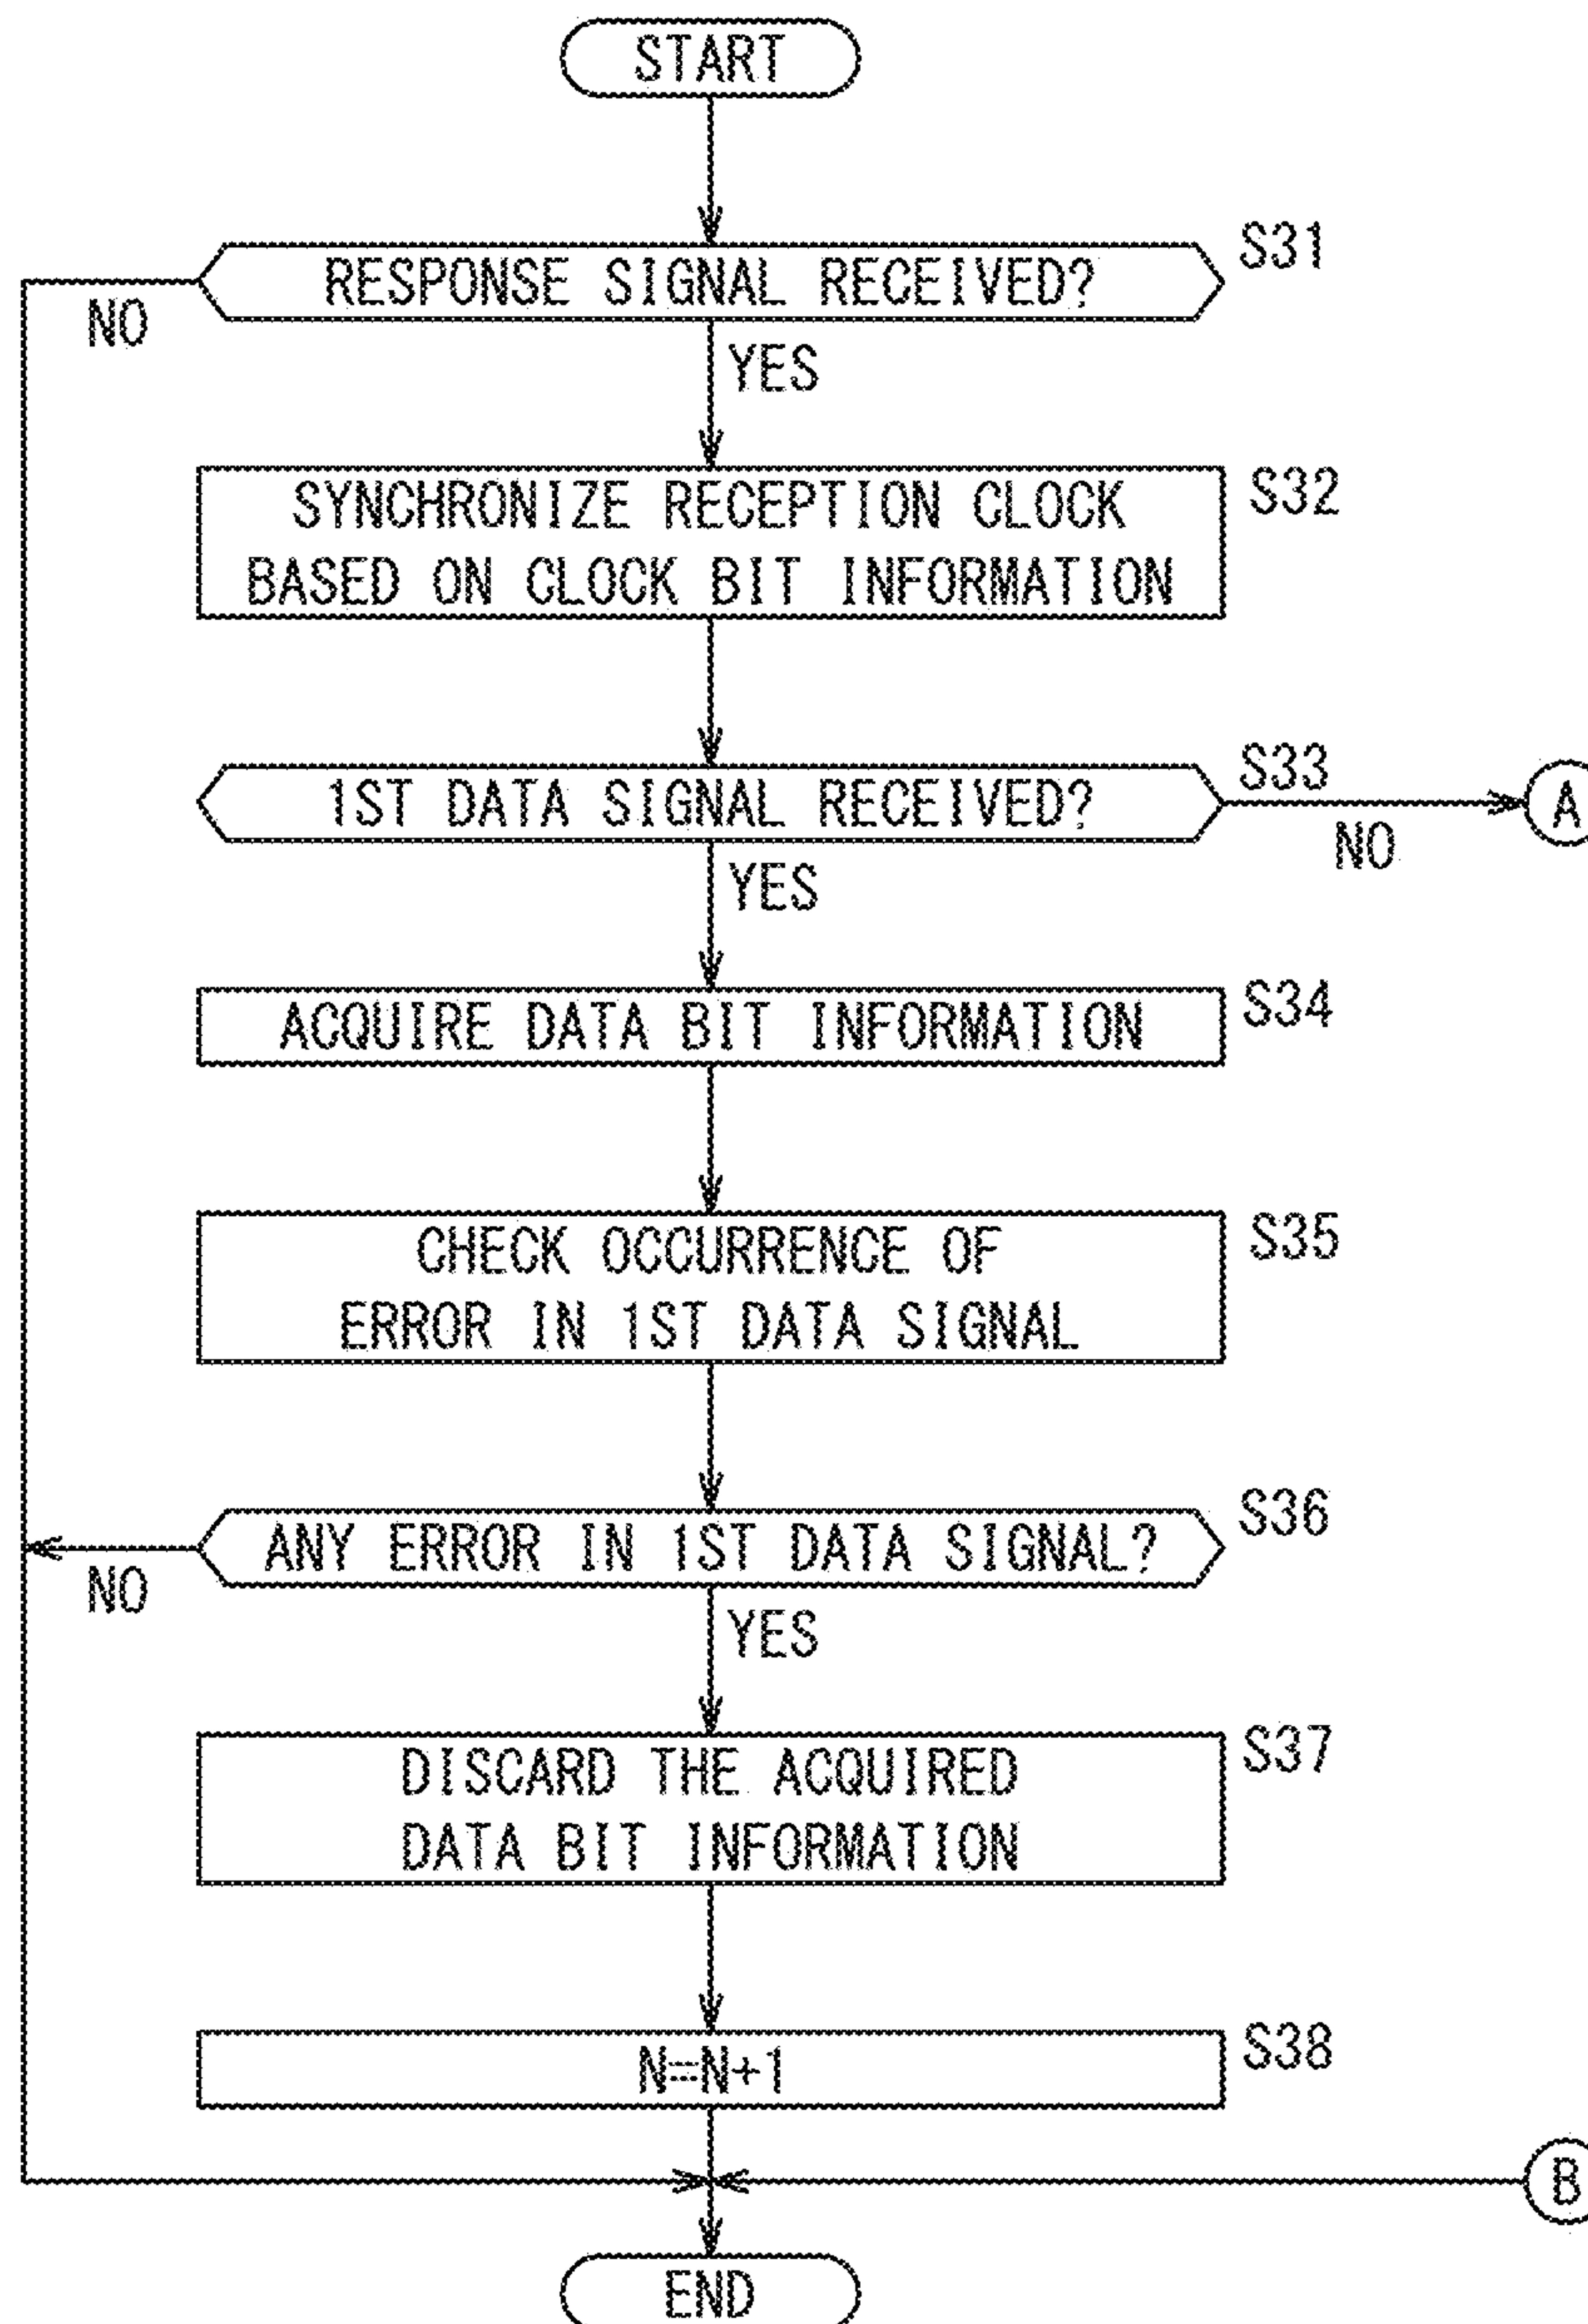 START
RESPONSE SIGNAL RECEIVED?
S31
NO
YES
SYNCHRONIZE RECEPTION CLOCK
BASED ON CLOCK BIT INFORMATION
S32
1ST DATA SIGNAL RECEIVED?
S33
A
NO
YES
ACQUIRE DATA BIT INFORMATION
S34
CHECK OCCURRENCE OF
ERROR IN 1ST DATA SIGNAL
S35
ANY ERROR IN 1ST DATA SIGNAL?
S36
NO
YES
DISCARD THE ACQUIRED
DATA BIT INFORMATION
S37
N=N+1
S38
B
END